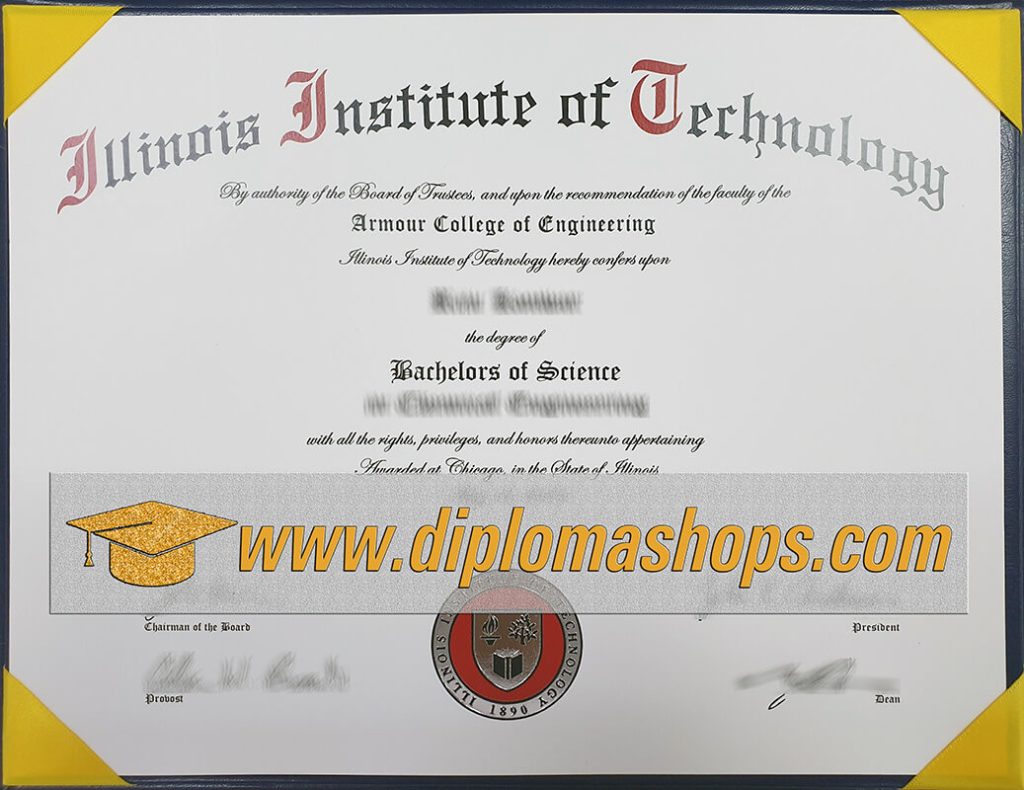 Illinois Institute of Technology
By authority of the Board of Trustees, and upon the recommendation of the faculty of the
Armour College of Engineering
Illinois Institute of Technology hereby confers upon
the degree of
Bachelors of Science
in Chemical Engineering
with all the rights, privileges, and honors thereunto appertaining
Awarded at Chicago, in the State of Illinois
www.diplomashops.com
Chairman of the Board
President
ILLINOIS I TECHNOLOGY
1890
Provost
Dean